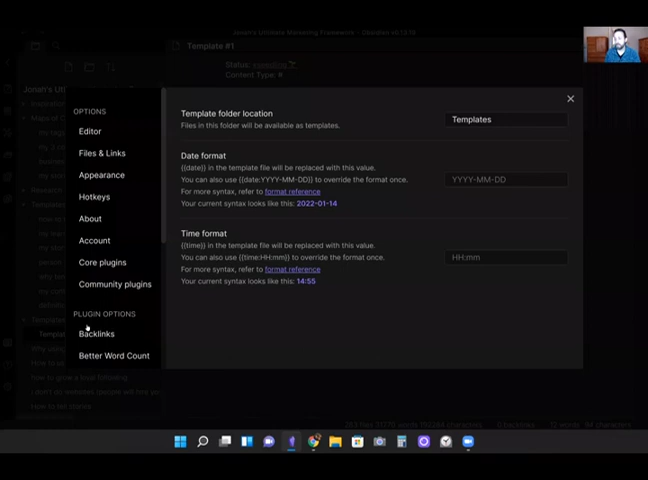 Template #1
Status:
Content Type: R
OPTIONS
Editor
Files & Links
Appearance
Hotkeys
About
Account
Core plugins
Community plugins
PLUGIN OPTIONS
Backlinks
Better Word Count
Template folder location
Files in this folder will be available as templates.
Templates
Date format
{{date}} in the template file will be replaced with this value.
You can also use {{date:YYYY-MM-DD}} to override the format once.
For more syntax, refer to format reference
Your current syntax looks like this: 2022-01-14
YYYY-MM-DD
Time format
{{time}} in the template file will be replaced with this value.
You can also use {{time:HH:mm}} to override the format once.
For more syntax, refer to format reference
Your current syntax looks like this: 14:55
HH:mm